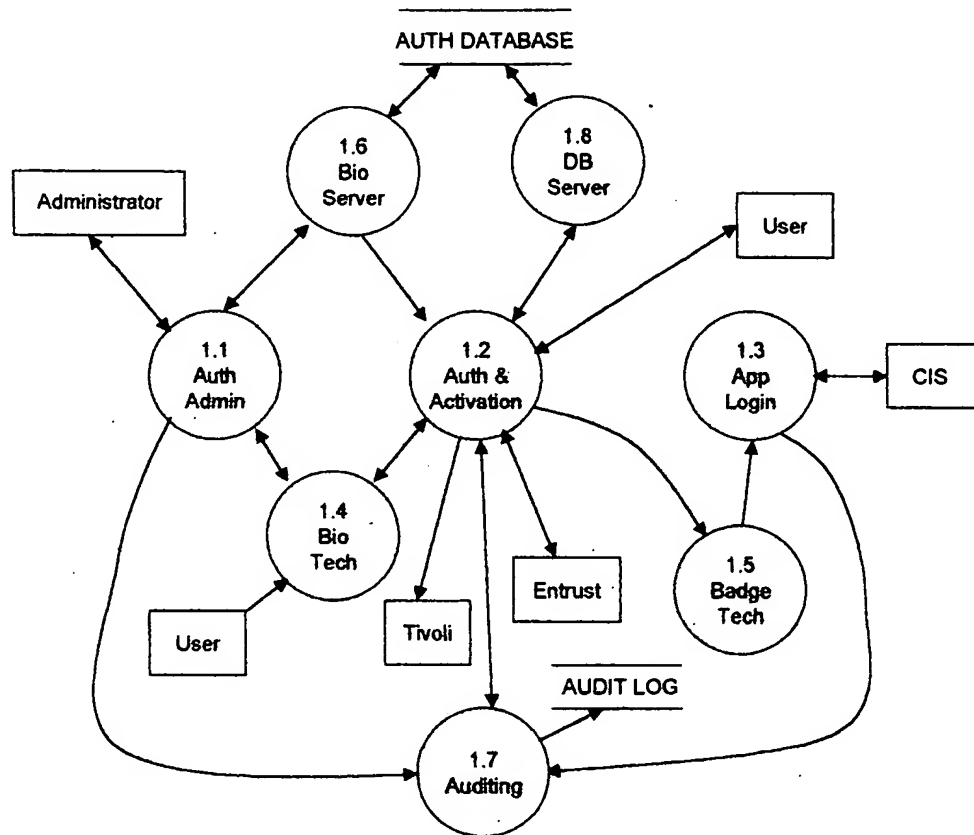 AUTH DATABASE
1.6
Bio
Server
1.8
DB
Server
Administrator
User
1.1
Auth
Admin
1.2
Auth &
Activation
1.3
App
Login
CIS
1.4
Bio
Tech
1.5
Badge
Tech
User
Tivoli
Entrust
AUDIT LOG
1.7
Auditing